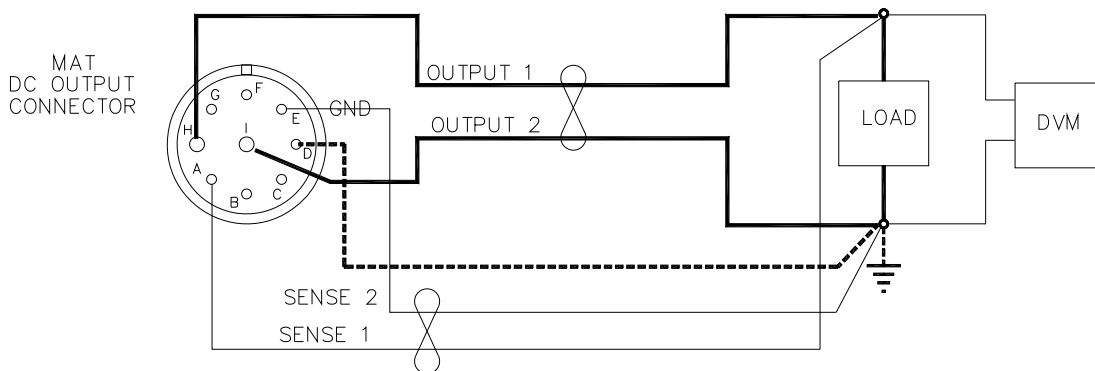 MAT
DC OUTPUT
CONNECTOR
OUTPUT 1
GND
OUTPUT 2
F
G
E
H
I
D
A
B
C
LOAD
DVM
SENSE 2
SENSE 1